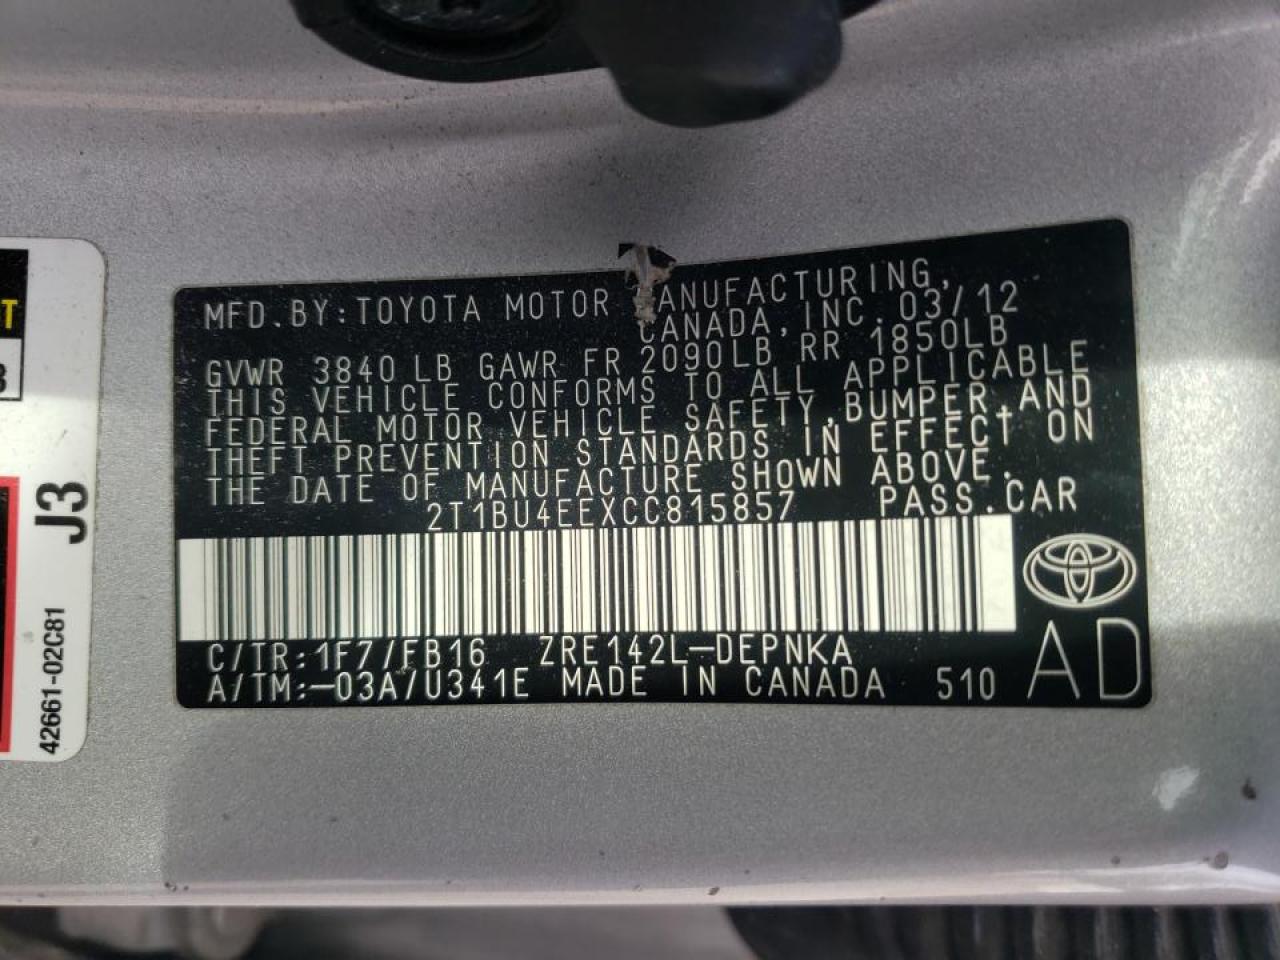 MFD.BY:TOYOTA MOTOR MANUFACTURING,
CANADA, INC. 03/12
GVWR 3840 LB GAWR FR 2090LB RR 1850LB
THIS VEHICLE CONFORMS TO ALL APPLICABLE
FEDERAL MOTOR VEHICLE SAFETY, BUMPER, AND
THEFT PREVENTION STANDARDS IN EFFECT ON
THE DATE OF MANUFACTURE SHOWN ABOVE.
2T1BU4EEXCC815857 PASS.CAR
C/TR:1F7/FB16 ZRE142L-DEPNKA
A/TM:-03A/U341E MADE IN CANADA 510
AD
J3
42661-02C81
T